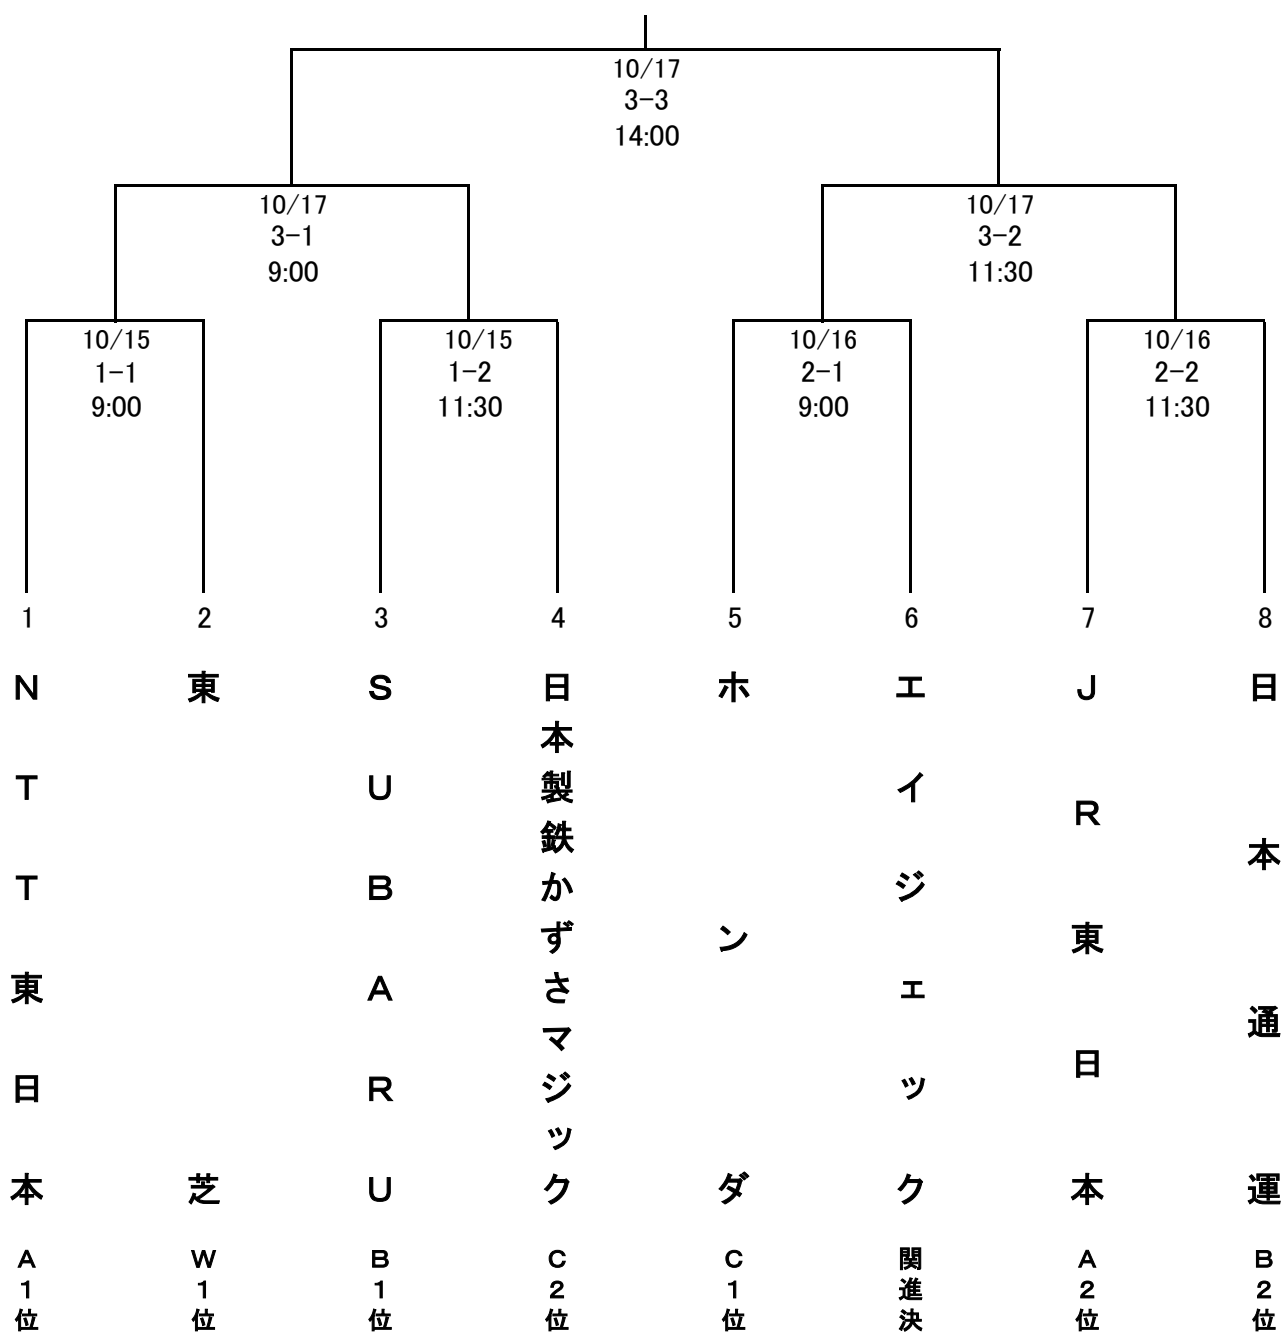 10/17
3-3
14:00
10/17
3-1
9:00
10/17
3-2
11:30
10/15
1-1
9:00
10/15
1-2
11:30
10/16
2-1
9:00
10/16
2-2
11:30
1
2
3
4
5
6
7
8
NTT東日本
東芝
SUBARU
日本製鉄かずさマジック
ホンダ
エイジェック
JR東日本
日本通運
A1位
W1位
B1位
C2位
C1位
関進決
A2位
B2位